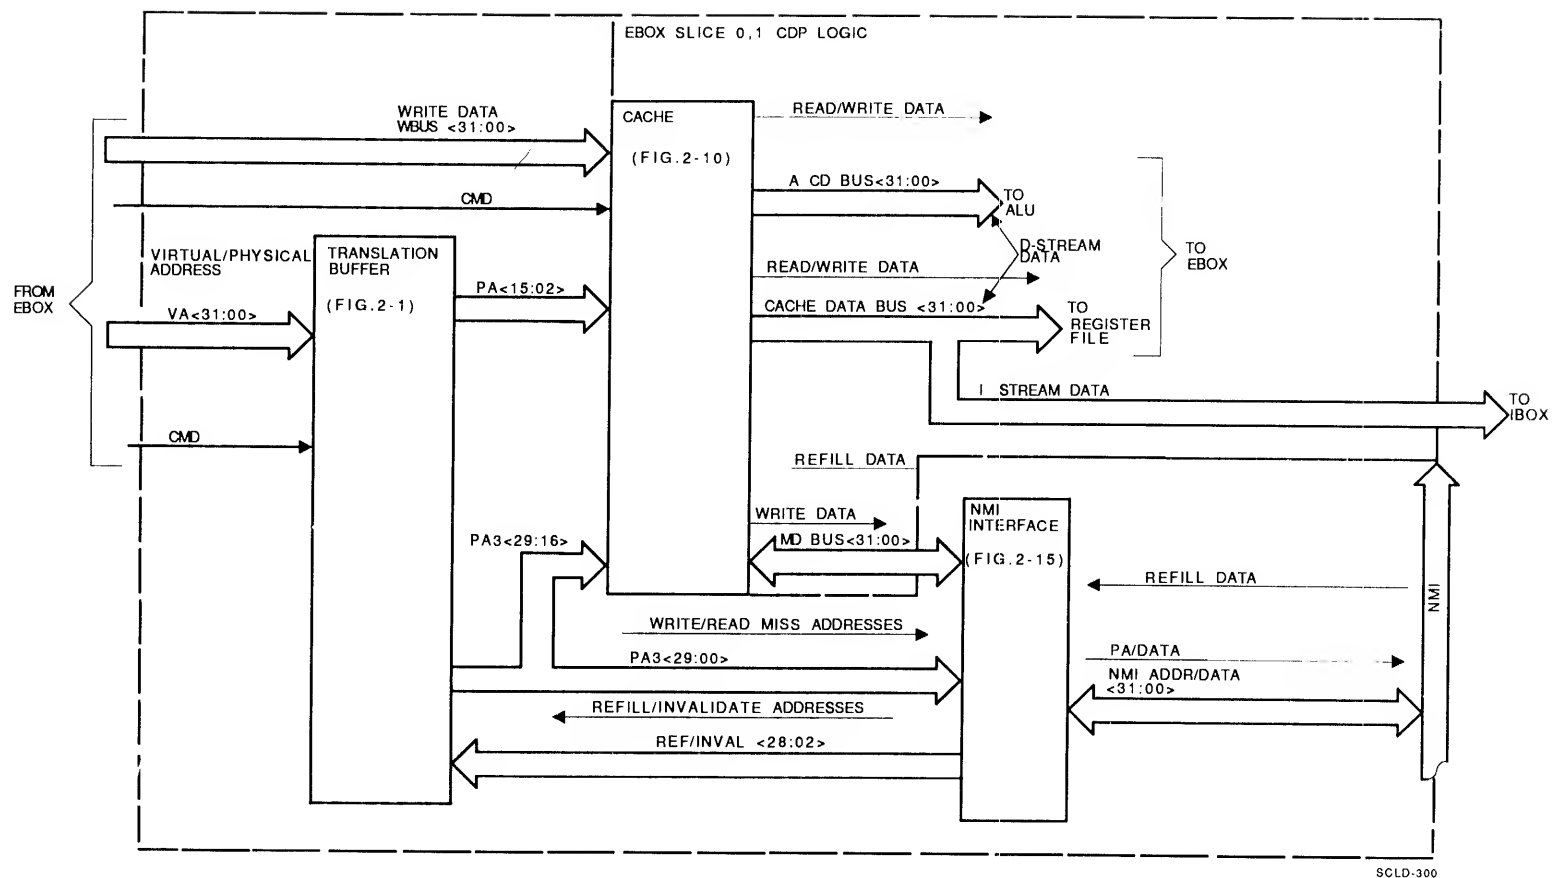 EBOX SLICE 0,1 CDP LOGIC
WRITE DATA
WBUS <31:00>
CACHE
(FIG.2-10)
READ/WRITE DATA
A CD BUS<31:00>
TO
ALU
CMD
VIRTUAL/PHYSICAL
ADDRESS
TRANSLATION
BUFFER
(FIG.2-1)
D-STREAM
DATA
TO
EBOX
FROM
EBOX
VA<31:00>
PA<15:02>
READ/WRITE DATA
CACHE DATA BUS <31:00>
TO
REGISTER
FILE
I STREAM DATA
TO
IBOX
CMD
REFILL DATA
WRITE DATA
NMI
INTERFACE
(FIG.2-15)
PA3<29:16>
MD BUS<31:00>
REFILL DATA
NMI
WRITE/READ MISS ADDRESSES
PA3<29:00>
PA/DATA
NMI ADDR/DATA
<31:00>
REFILL/INVALIDATE ADDRESSES
REF/INVAL <28:02>
SCLD-300